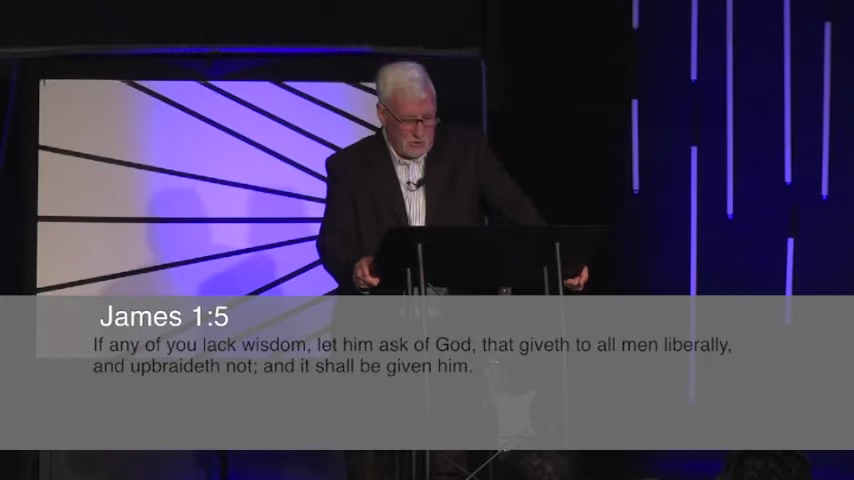 James 1:5
If any of you lack wisdom, let him ask of God, that giveth to all men liberally,
and upbraideth not; and it shall be given him.